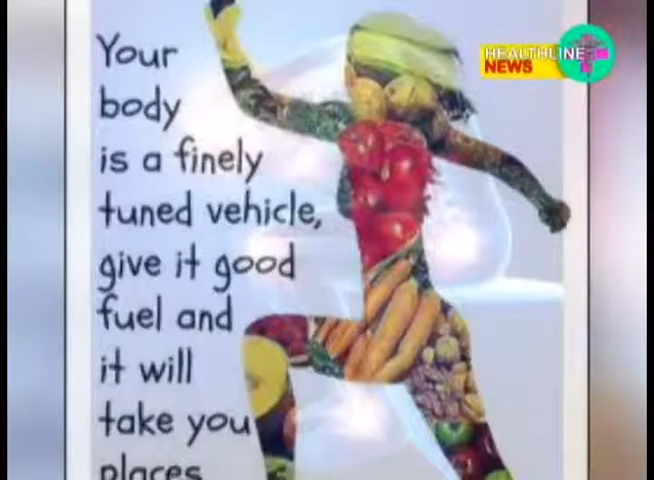 HEALTHLINE
NEWS
Your
body
is a finely
tuned vehicle,
give it good
fuel and
it will
take you
places